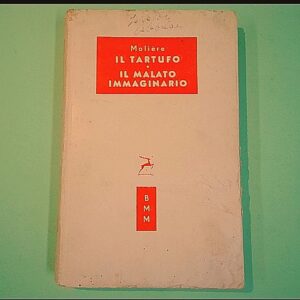 Molière
IL TARTUFO
•
IL MALATO
IMMAGINARIO
B
M
M